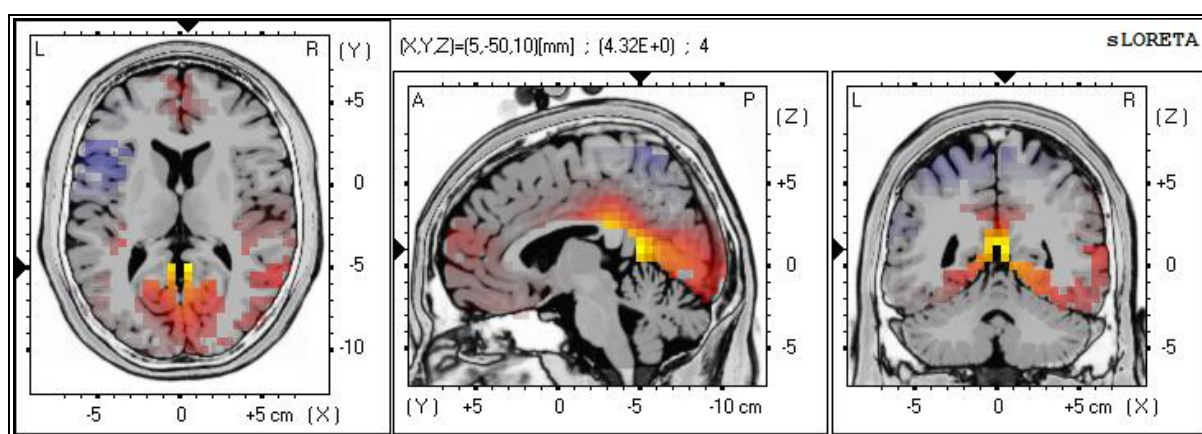 (X,Y,Z)=(5,-50,10)[mm] ; (4.32E+0) ; 4
sLORETA
L R (Y)
+5
0
-5
-10
-5 0 +5 cm (X)
A P (Z)
+5
0
-5
(Y) +5 0 -5 -10 cm
L R (Z)
+5
0
-5
-5 0 +5 cm (X)